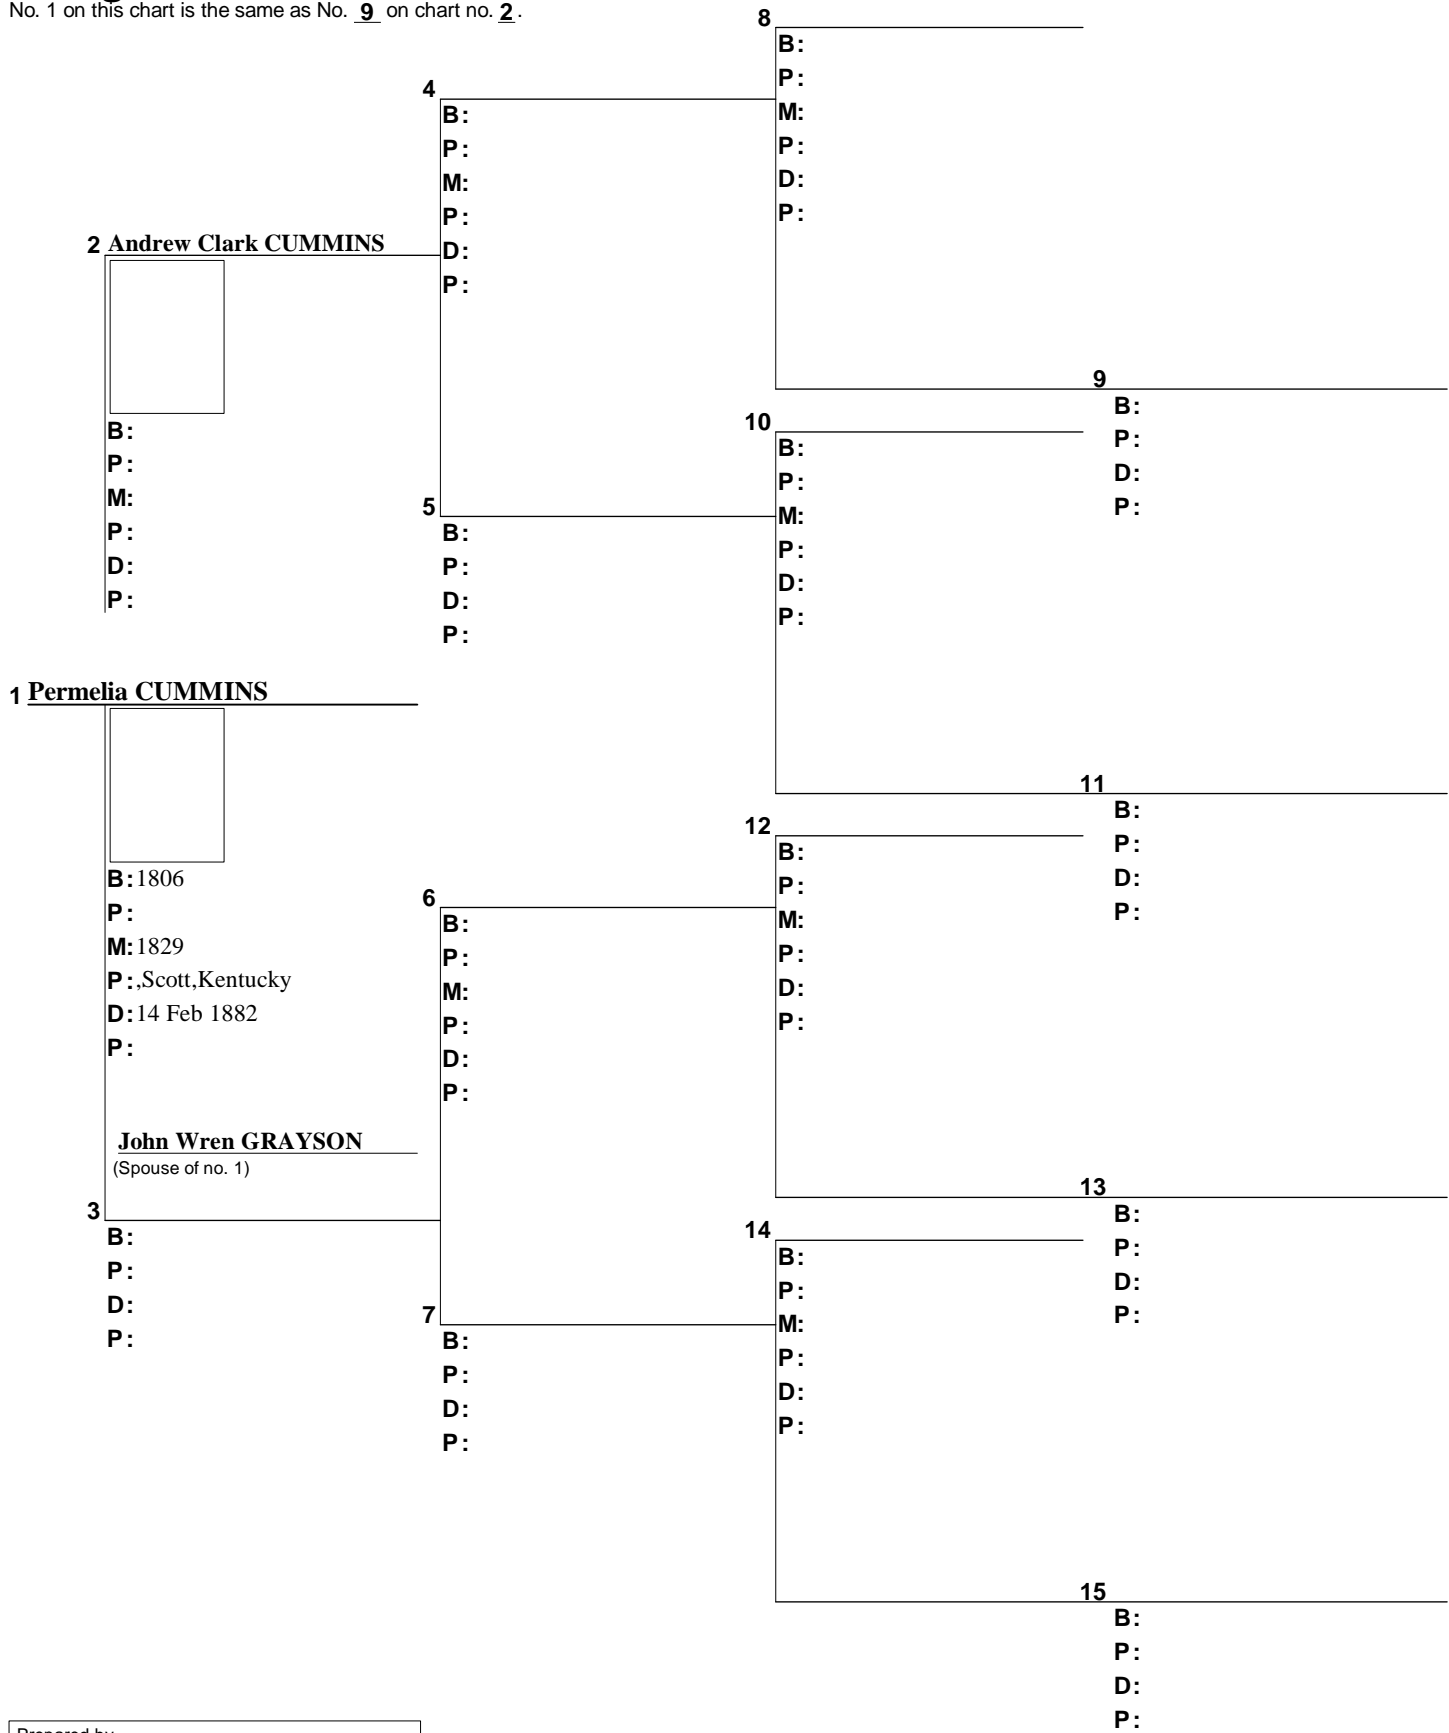 No. 1 on this chart is the same as No. 9 on chart no. 2.
8
B:
P:
M:
P:
D:
P:
4
B:
P:
M:
P:
D:
P:
2 Andrew Clark CUMMINS
B:
P:
M:
P:
D:
P:
9
B:
P:
D:
P:
10
B:
P:
M:
P:
D:
P:
5
B:
P:
D:
P:
1 Permelia CUMMINS
B:1806
P:
M:1829
P:,Scott,Kentucky
D:14 Feb 1882
P:
John Wren GRAYSON
(Spouse of no. 1)
11
B:
P:
D:
P:
12
B:
P:
M:
P:
D:
P:
6
B:
P:
M:
P:
D:
P:
3
B:
P:
D:
P:
13
B:
P:
D:
P:
14
B:
P:
M:
P:
D:
P:
7
B:
P:
D:
P:
15
B:
P:
D:
P:
Prepared by